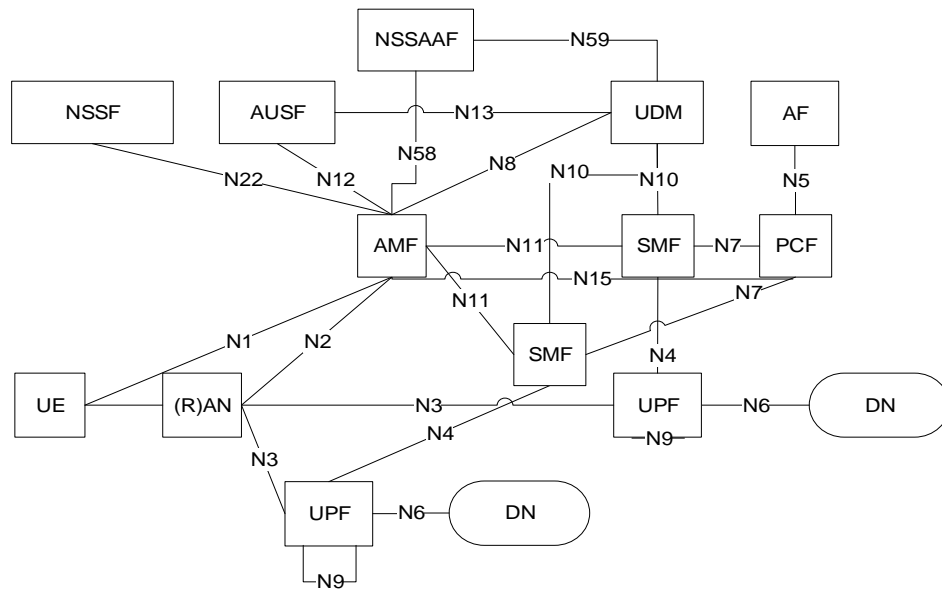 NSSAAF
N59
NSSF
AUSF
N13
UDM
AF
N58
N8
N22
N12
N10
N10
N5
AMF
N11
SMF
N7
PCF
N15
N11
N7
N1
N2
SMF
N4
UE
(R)AN
N3
UPF
N6
DN
N4
N9
N3
UPF
N6
DN
N9